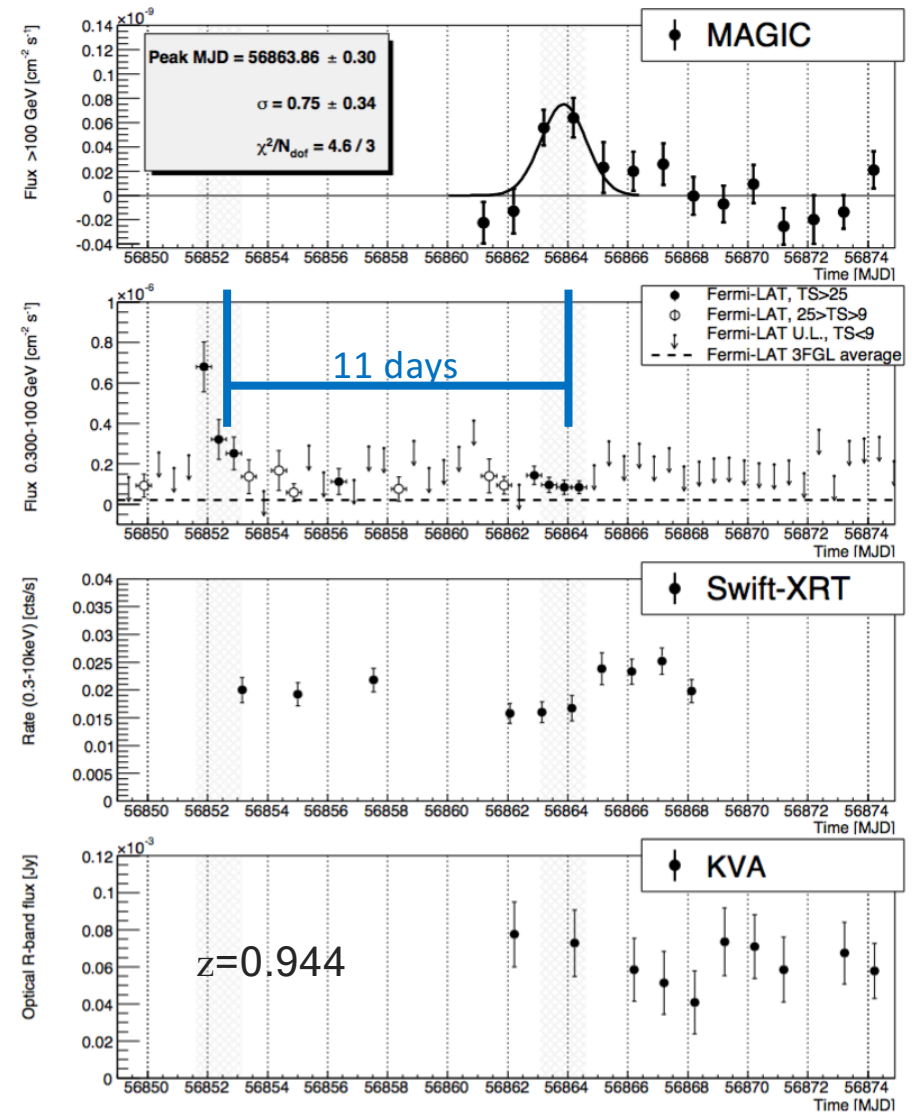 ×10⁻⁹
MAGIC
Flux >100 GeV [cm⁻² s⁻¹]
0.14
0.12
0.1
0.08
0.06
0.04
0.02
0
-0.02
-0.04
Peak MJD = 56863.86 ± 0.30
σ = 0.75 ± 0.34
χ²/N_dof = 4.6 / 3
56850 56852 56854 56856 56858 56860 56862 56864 56866 56868 56870 56872 56874
Time [MJD]
×10⁻⁶
Flux 0.300-100 GeV [cm⁻² s⁻¹]
1
0.8
0.6
0.4
0.2
0
Fermi-LAT, TS>25
Fermi-LAT, 25>TS>9
Fermi-LAT U.L., TS<9
Fermi-LAT 3FGL average
11 days
56850 56852 56854 56856 56858 56860 56862 56864 56866 56868 56870 56872 56874
Time [MJD]
Swift-XRT
Rate (0.3-10keV) [cts/s]
0.04
0.035
0.03
0.025
0.02
0.015
0.01
0.005
0
56850 56852 56854 56856 56858 56860 56862 56864 56866 56868 56870 56872 56874
Time [MJD]
×10⁻³
KVA
Optical R-band flux [Jy]
0.12
0.1
0.08
0.06
0.04
0.02
0
z=0.944
56850 56852 56854 56856 56858 56860 56862 56864 56866 56868 56870 56872 56874
Time [MJD]